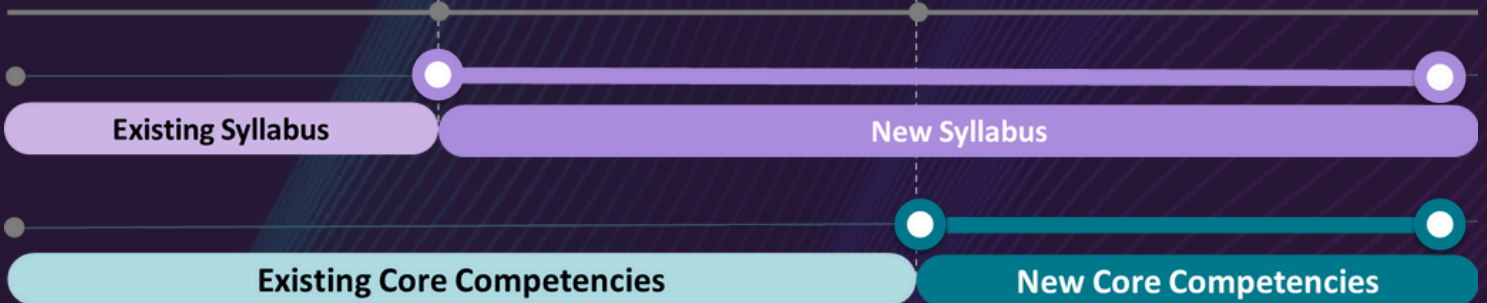 Existing Syllabus
New Syllabus
Existing Core Competencies
New Core Competencies